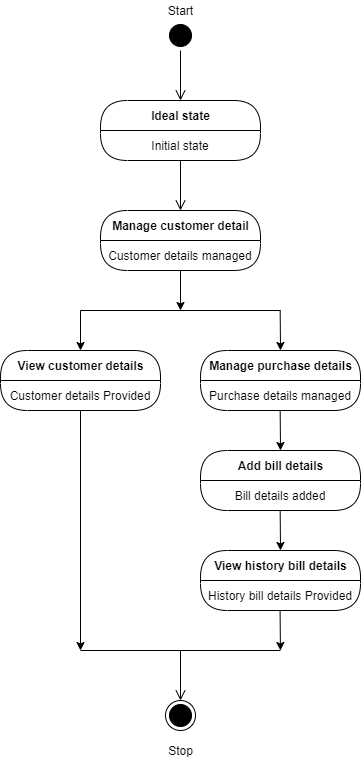 Start
Ideal state
Initial state
Manage customer detail
Customer details managed
View customer details
Customer details Provided
Manage purchase details
Purchase details managed
Add bill details
Bill details added
View history bill details
History bill details Provided
Stop